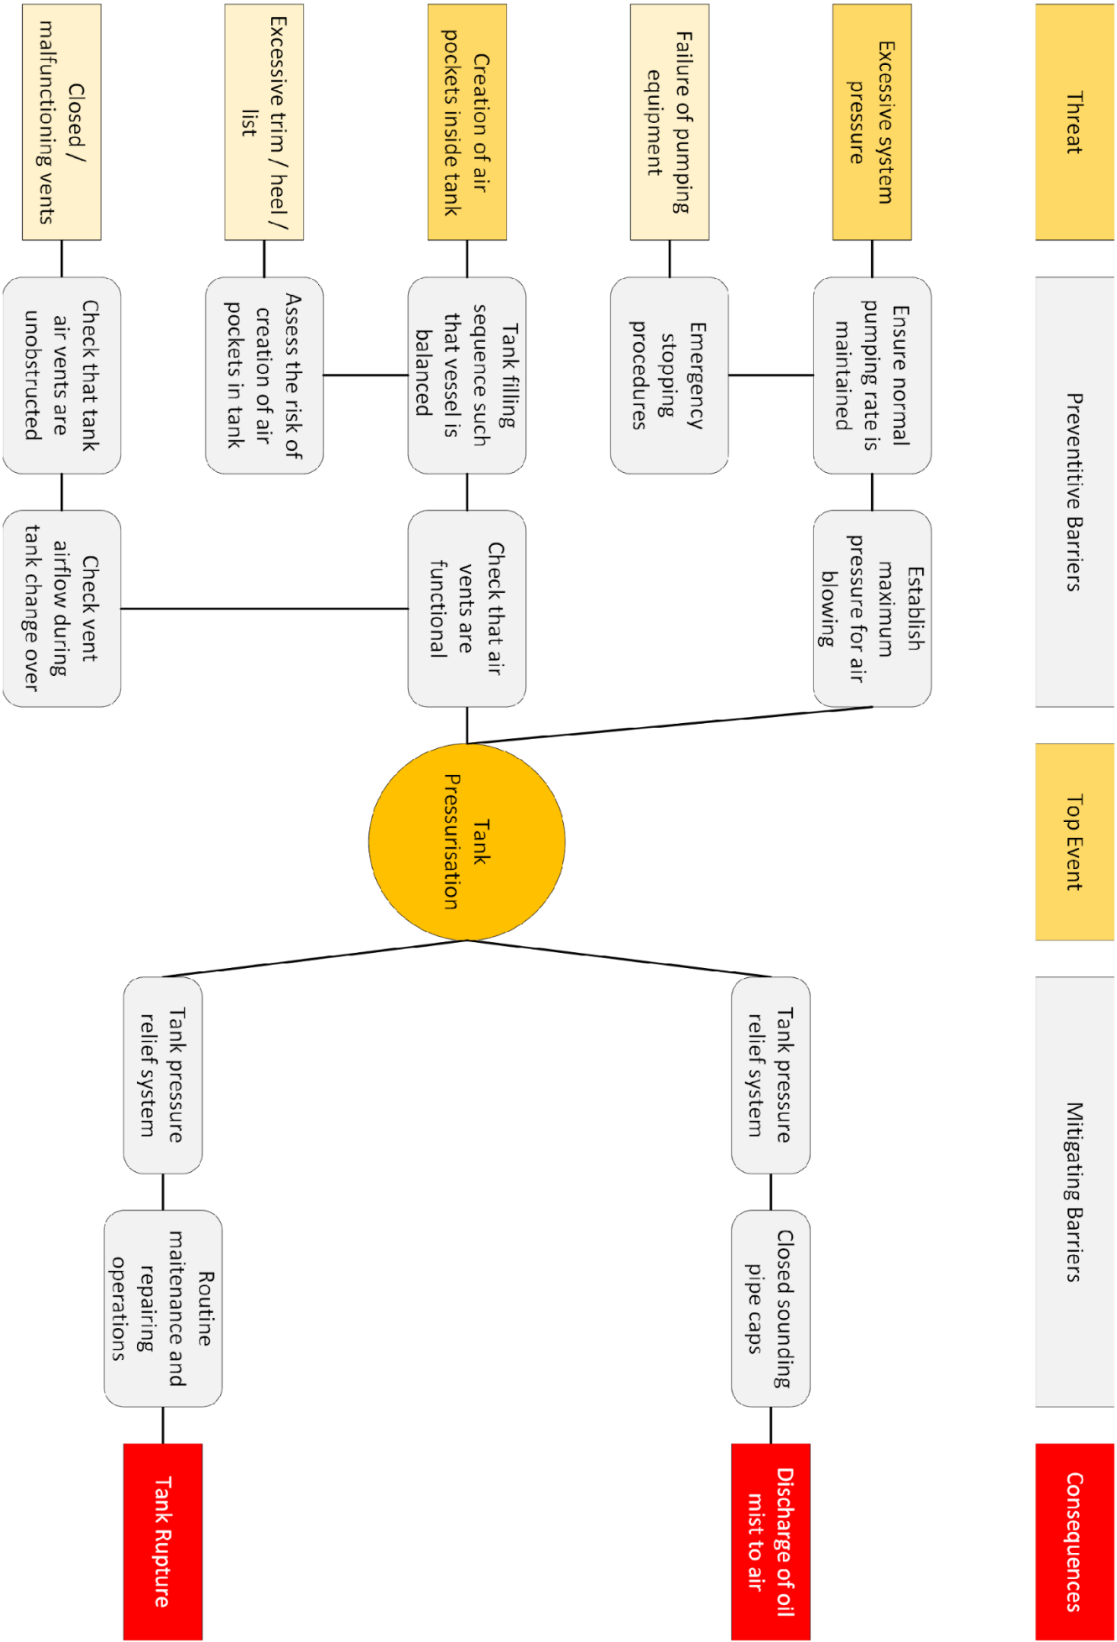 Threat
Preventitive Barriers
Top Event
Mitigating Barriers
Consequences
Excessive system
pressure
Ensure normal
pumping rate is
maintained
Establish
maximum
pressure for air
blowing
Failure of pumping
equipment
Emergency
stopping
procedures
Creation of air
pockets inside tank
Tank filling
sequence such
that vessel is
balanced
Check that air
vents are
functional
Excessive trim / heel /
list
Assess the risk of
creation of air
pockets in tank
Closed /
malfunctioning vents
Check that tank
air vents are
unobstructed
Check vent
airflow during
tank change over
Tank
Pressurisation
Tank pressure
relief system
Closed sounding
pipe caps
Discharge of oil
mist to air
Tank pressure
relief system
Routine
maitenance and
repairing
operations
Tank Rupture